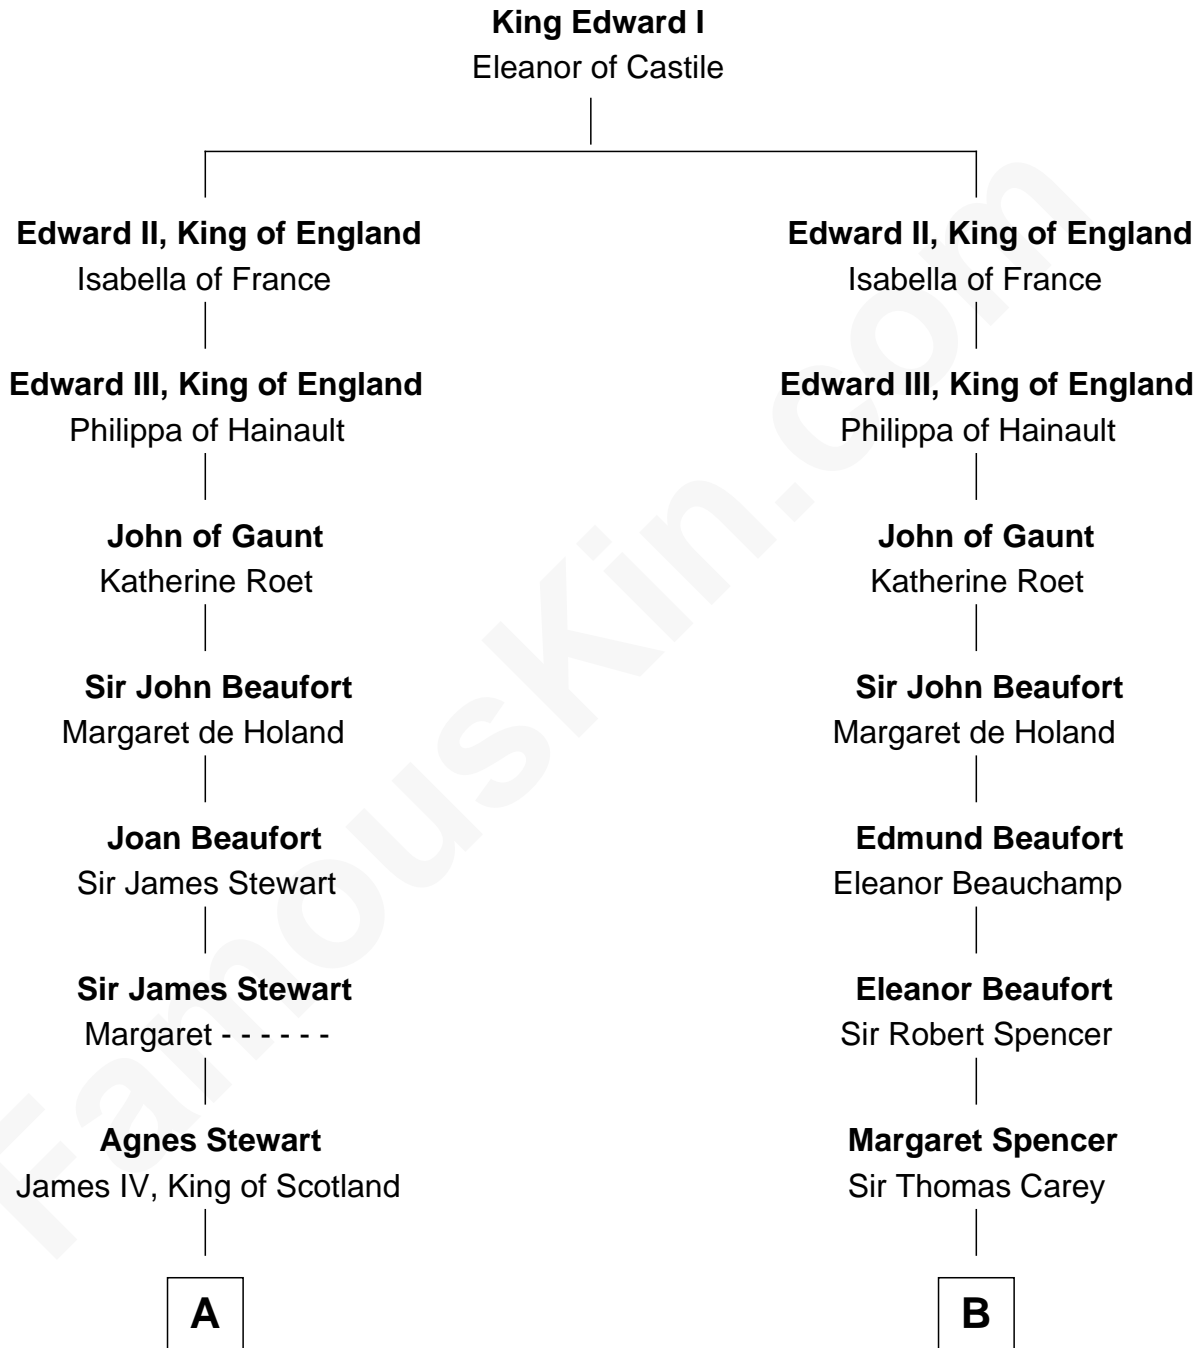 King Edward I
Eleanor of Castile
Edward II, King of England
Isabella of France
Edward III, King of England
Philippa of Hainault
John of Gaunt
Katherine Roet
Sir John Beaufort
Margaret de Holand
Joan Beaufort
Sir James Stewart
Sir James Stewart
Margaret - - - - - -
Agnes Stewart
James IV, King of Scotland
A
Edward II, King of England
Isabella of France
Edward III, King of England
Philippa of Hainault
John of Gaunt
Katherine Roet
Sir John Beaufort
Margaret de Holand
Edmund Beaufort
Eleanor Beauchamp
Eleanor Beaufort
Sir Robert Spencer
Margaret Spencer
Sir Thomas Carey
B
FamousKin.com